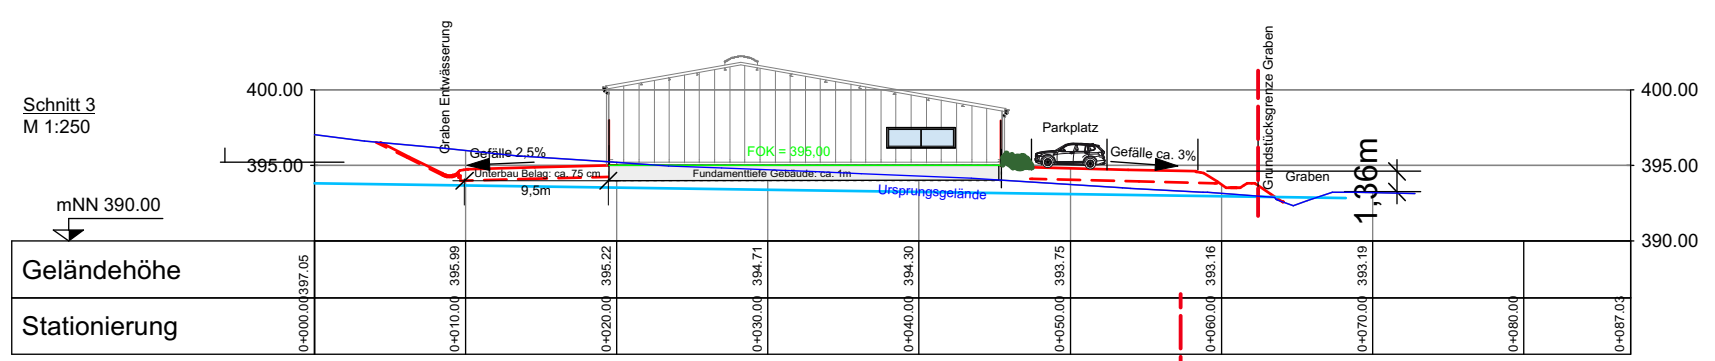 Schnitt 3
M 1:250
400.00
395.00
mNN 390.00
Graben Entwässerung
Gefälle 2,5%
Unterbau Belag: ca. 75 cm
9,5m
FOK = 395,00
Fundamenttiefe Gebäude: ca. 1m
Ursprungsgelände
Parkplatz
Gefälle ca. 3%
Grundstücksgrenze Graben
Graben
1,36m
400.00
395.00
390.00
Geländehöhe
397.05
395.99
395.22
394.71
394.30
393.75
393.16
393.19
Stationierung
0+000.00
0+010.00
0+020.00
0+030.00
0+040.00
0+050.00
0+060.00
0+070.00
0+080.00
0+087.03